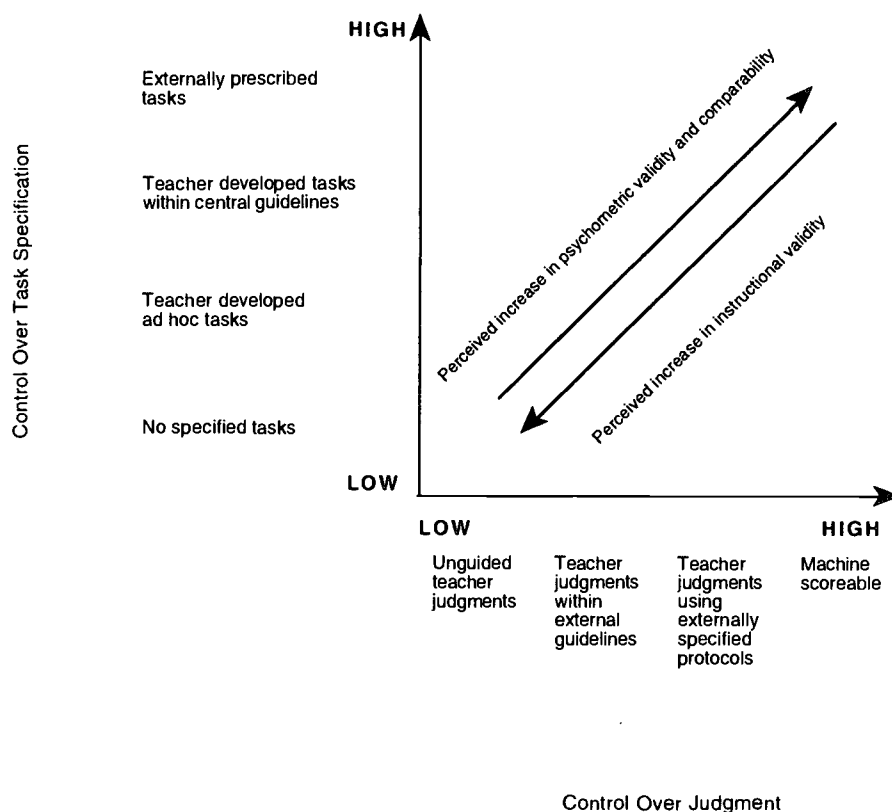 HIGH
Externally prescribed
tasks
Teacher developed tasks
within central guidelines
Teacher developed
ad hoc tasks
No specified tasks
LOW
Control Over Task Specification
Perceived increase in psychometric validity and comparability
Perceived increase in instructional validity
LOW
HIGH
Unguided
teacher
judgments
Teacher
judgments
within
external
guidelines
Teacher
judgments
using
externally
specified
protocols
Machine
scoreable
Control Over Judgment